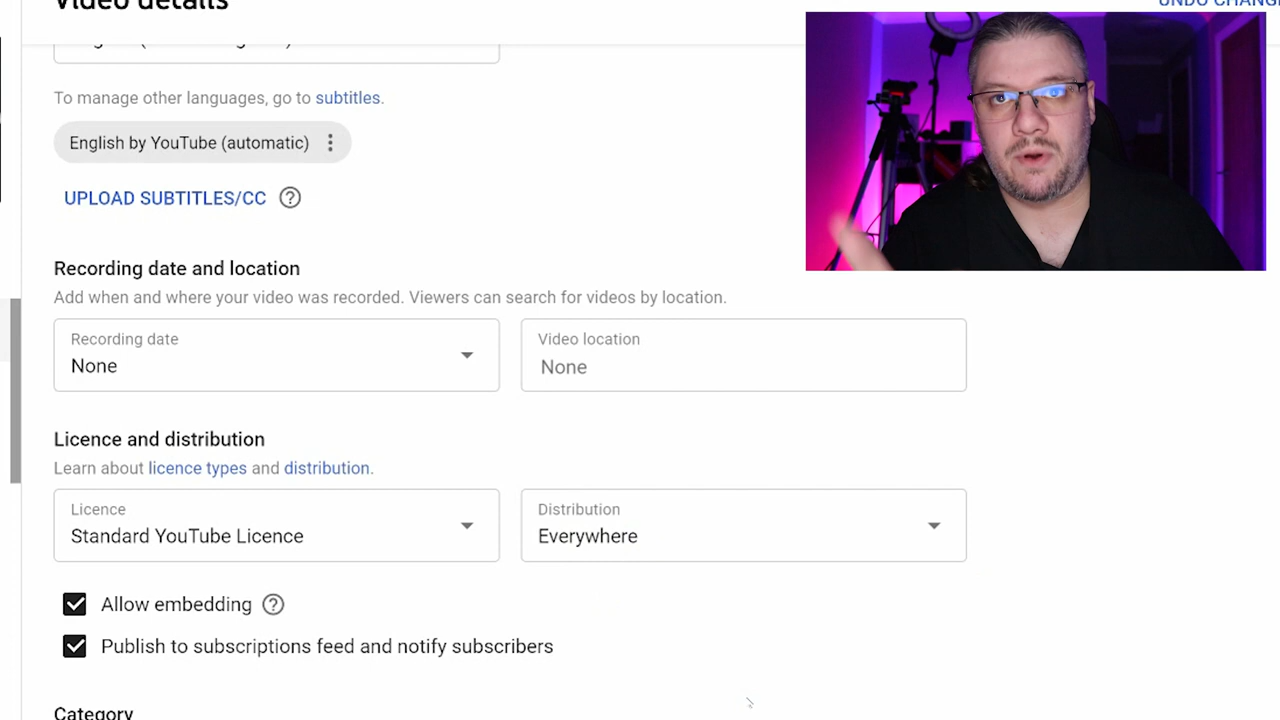 Video details
UNDO CHANG
To manage other languages, go to subtitles.
English by YouTube (automatic)
UPLOAD SUBTITLES/CC
Recording date and location
Add when and where your video was recorded. Viewers can search for videos by location.
Recording date
None
Video location
None
Licence and distribution
Learn about licence types and distribution.
Licence
Standard YouTube Licence
Distribution
Everywhere
Allow embedding
Publish to subscriptions feed and notify subscribers
Category